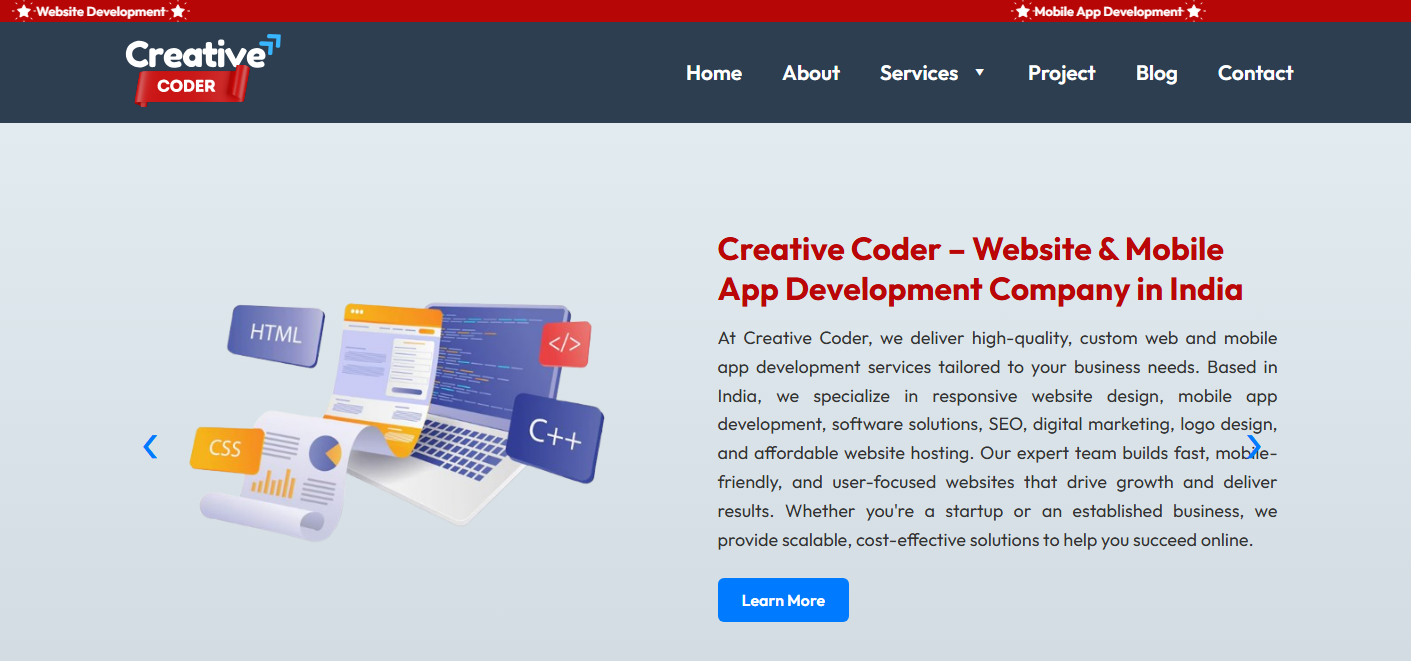 Website Development
Mobile App Development
Creative
CODER
Home
About
Services
Project
Blog
Contact
HTML
</>
C++
CSS
Creative Coder – Website & Mobile
App Development Company in India
At Creative Coder, we deliver high-quality, custom web and mobile
app development services tailored to your business needs. Based in
India, we specialize in responsive website design, mobile app
development, software solutions, SEO, digital marketing, logo design,
and affordable website hosting. Our expert team builds fast, mobile-
friendly, and user-focused websites that drive growth and deliver
results. Whether you're a startup or an established business, we
provide scalable, cost-effective solutions to help you succeed online.
Learn More